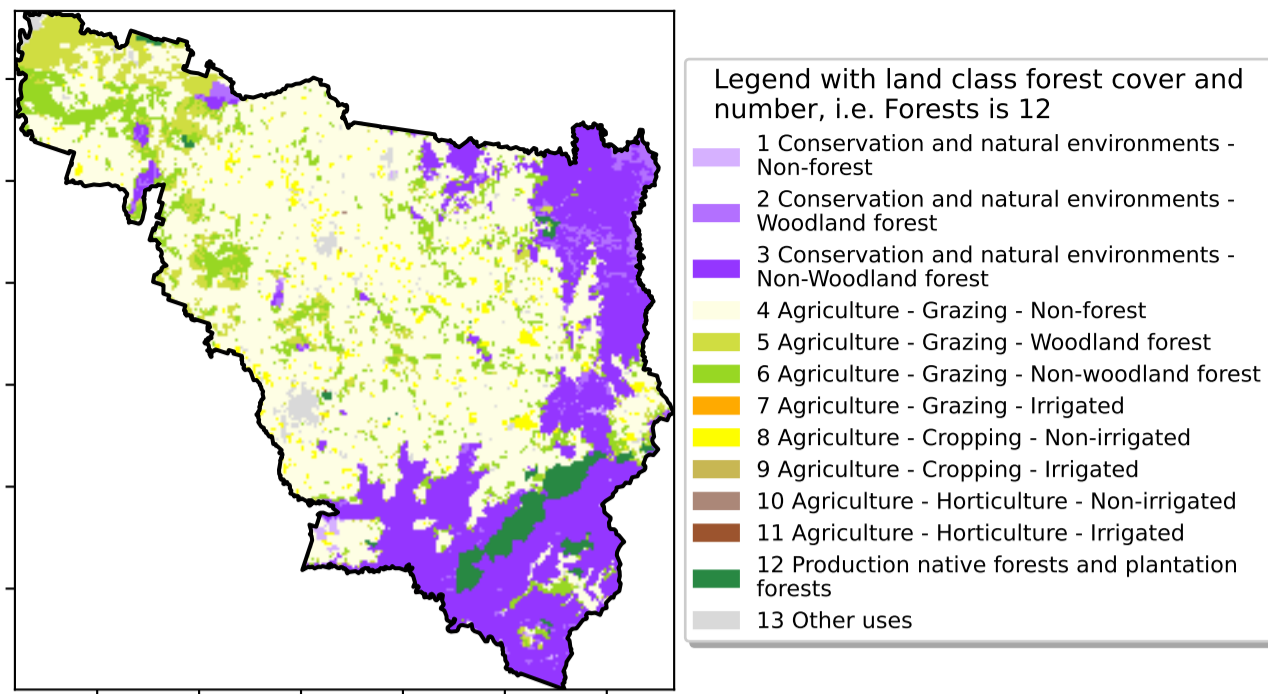 Legend with land class forest cover and
number, i.e. Forests is 12
1 Conservation and natural environments -
Non-forest
2 Conservation and natural environments -
Woodland forest
3 Conservation and natural environments -
Non-Woodland forest
4 Agriculture - Grazing - Non-forest
5 Agriculture - Grazing - Woodland forest
6 Agriculture - Grazing - Non-woodland forest
7 Agriculture - Grazing - Irrigated
8 Agriculture - Cropping - Non-irrigated
9 Agriculture - Cropping - Irrigated
10 Agriculture - Horticulture - Non-irrigated
11 Agriculture - Horticulture - Irrigated
12 Production native forests and plantation
forests
13 Other uses